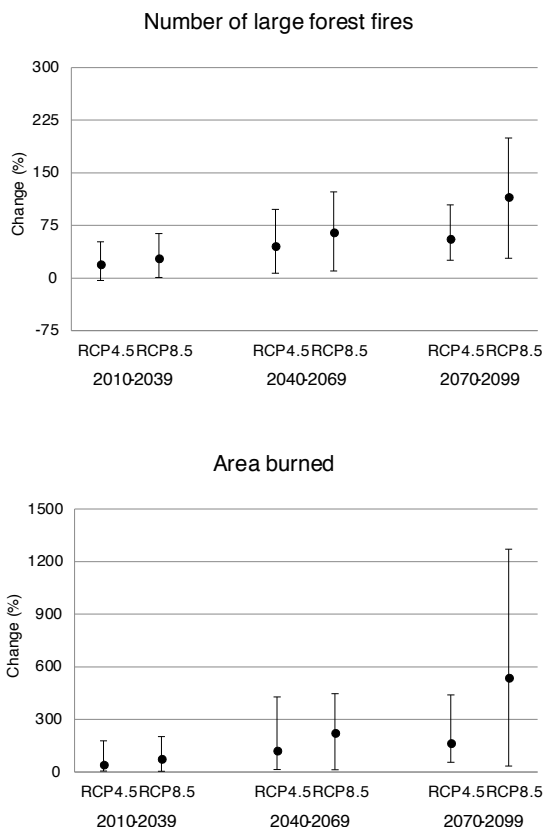 Number of large forest fires
300
225
150
75
0
-75
Change (%)
RCP4.5 RCP8.5 RCP4.5 RCP8.5 RCP4.5 RCP8.5
2010-2039 2040-2069 2070-2099
Area burned
1500
1200
900
600
300
0
Change (%)
RCP4.5 RCP8.5 RCP4.5 RCP8.5 RCP4.5 RCP8.5
2010-2039 2040-2069 2070-2099